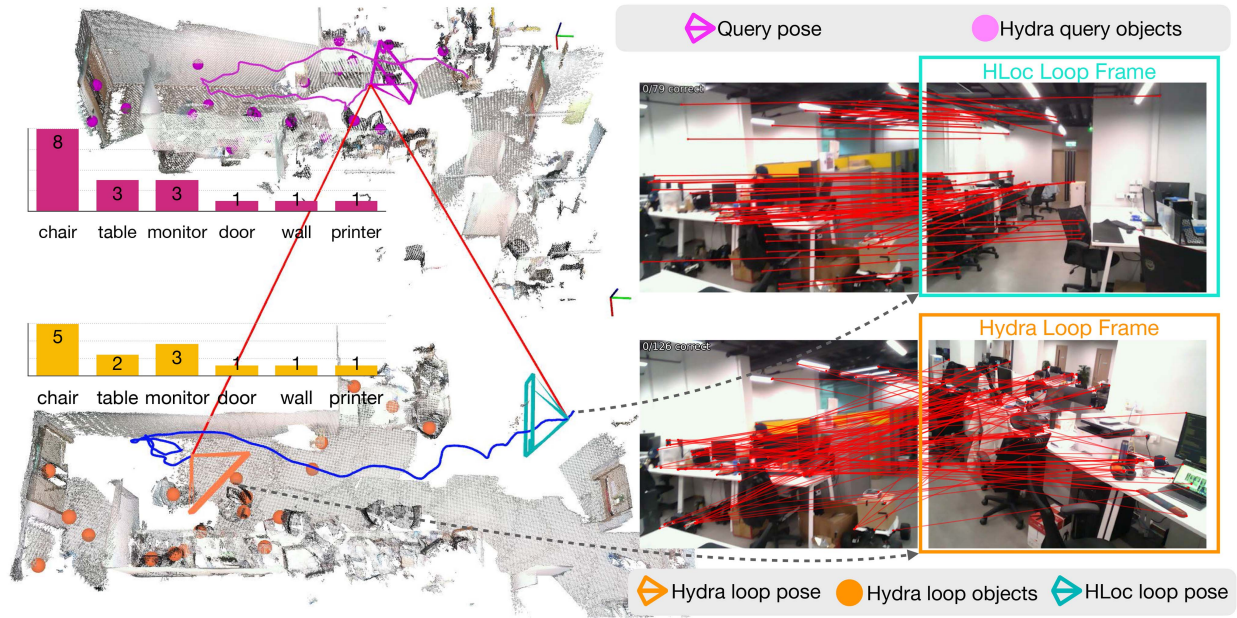 Query pose
Hydra query objects
HLoc Loop Frame
0/79 correct
8
3
3
1
1
1
chair
table
monitor
door
wall
printer
Hydra Loop Frame
0/126 correct
5
2
3
1
1
1
chair
table
monitor
door
wall
printer
Hydra loop pose
Hydra loop objects
HLoc loop pose